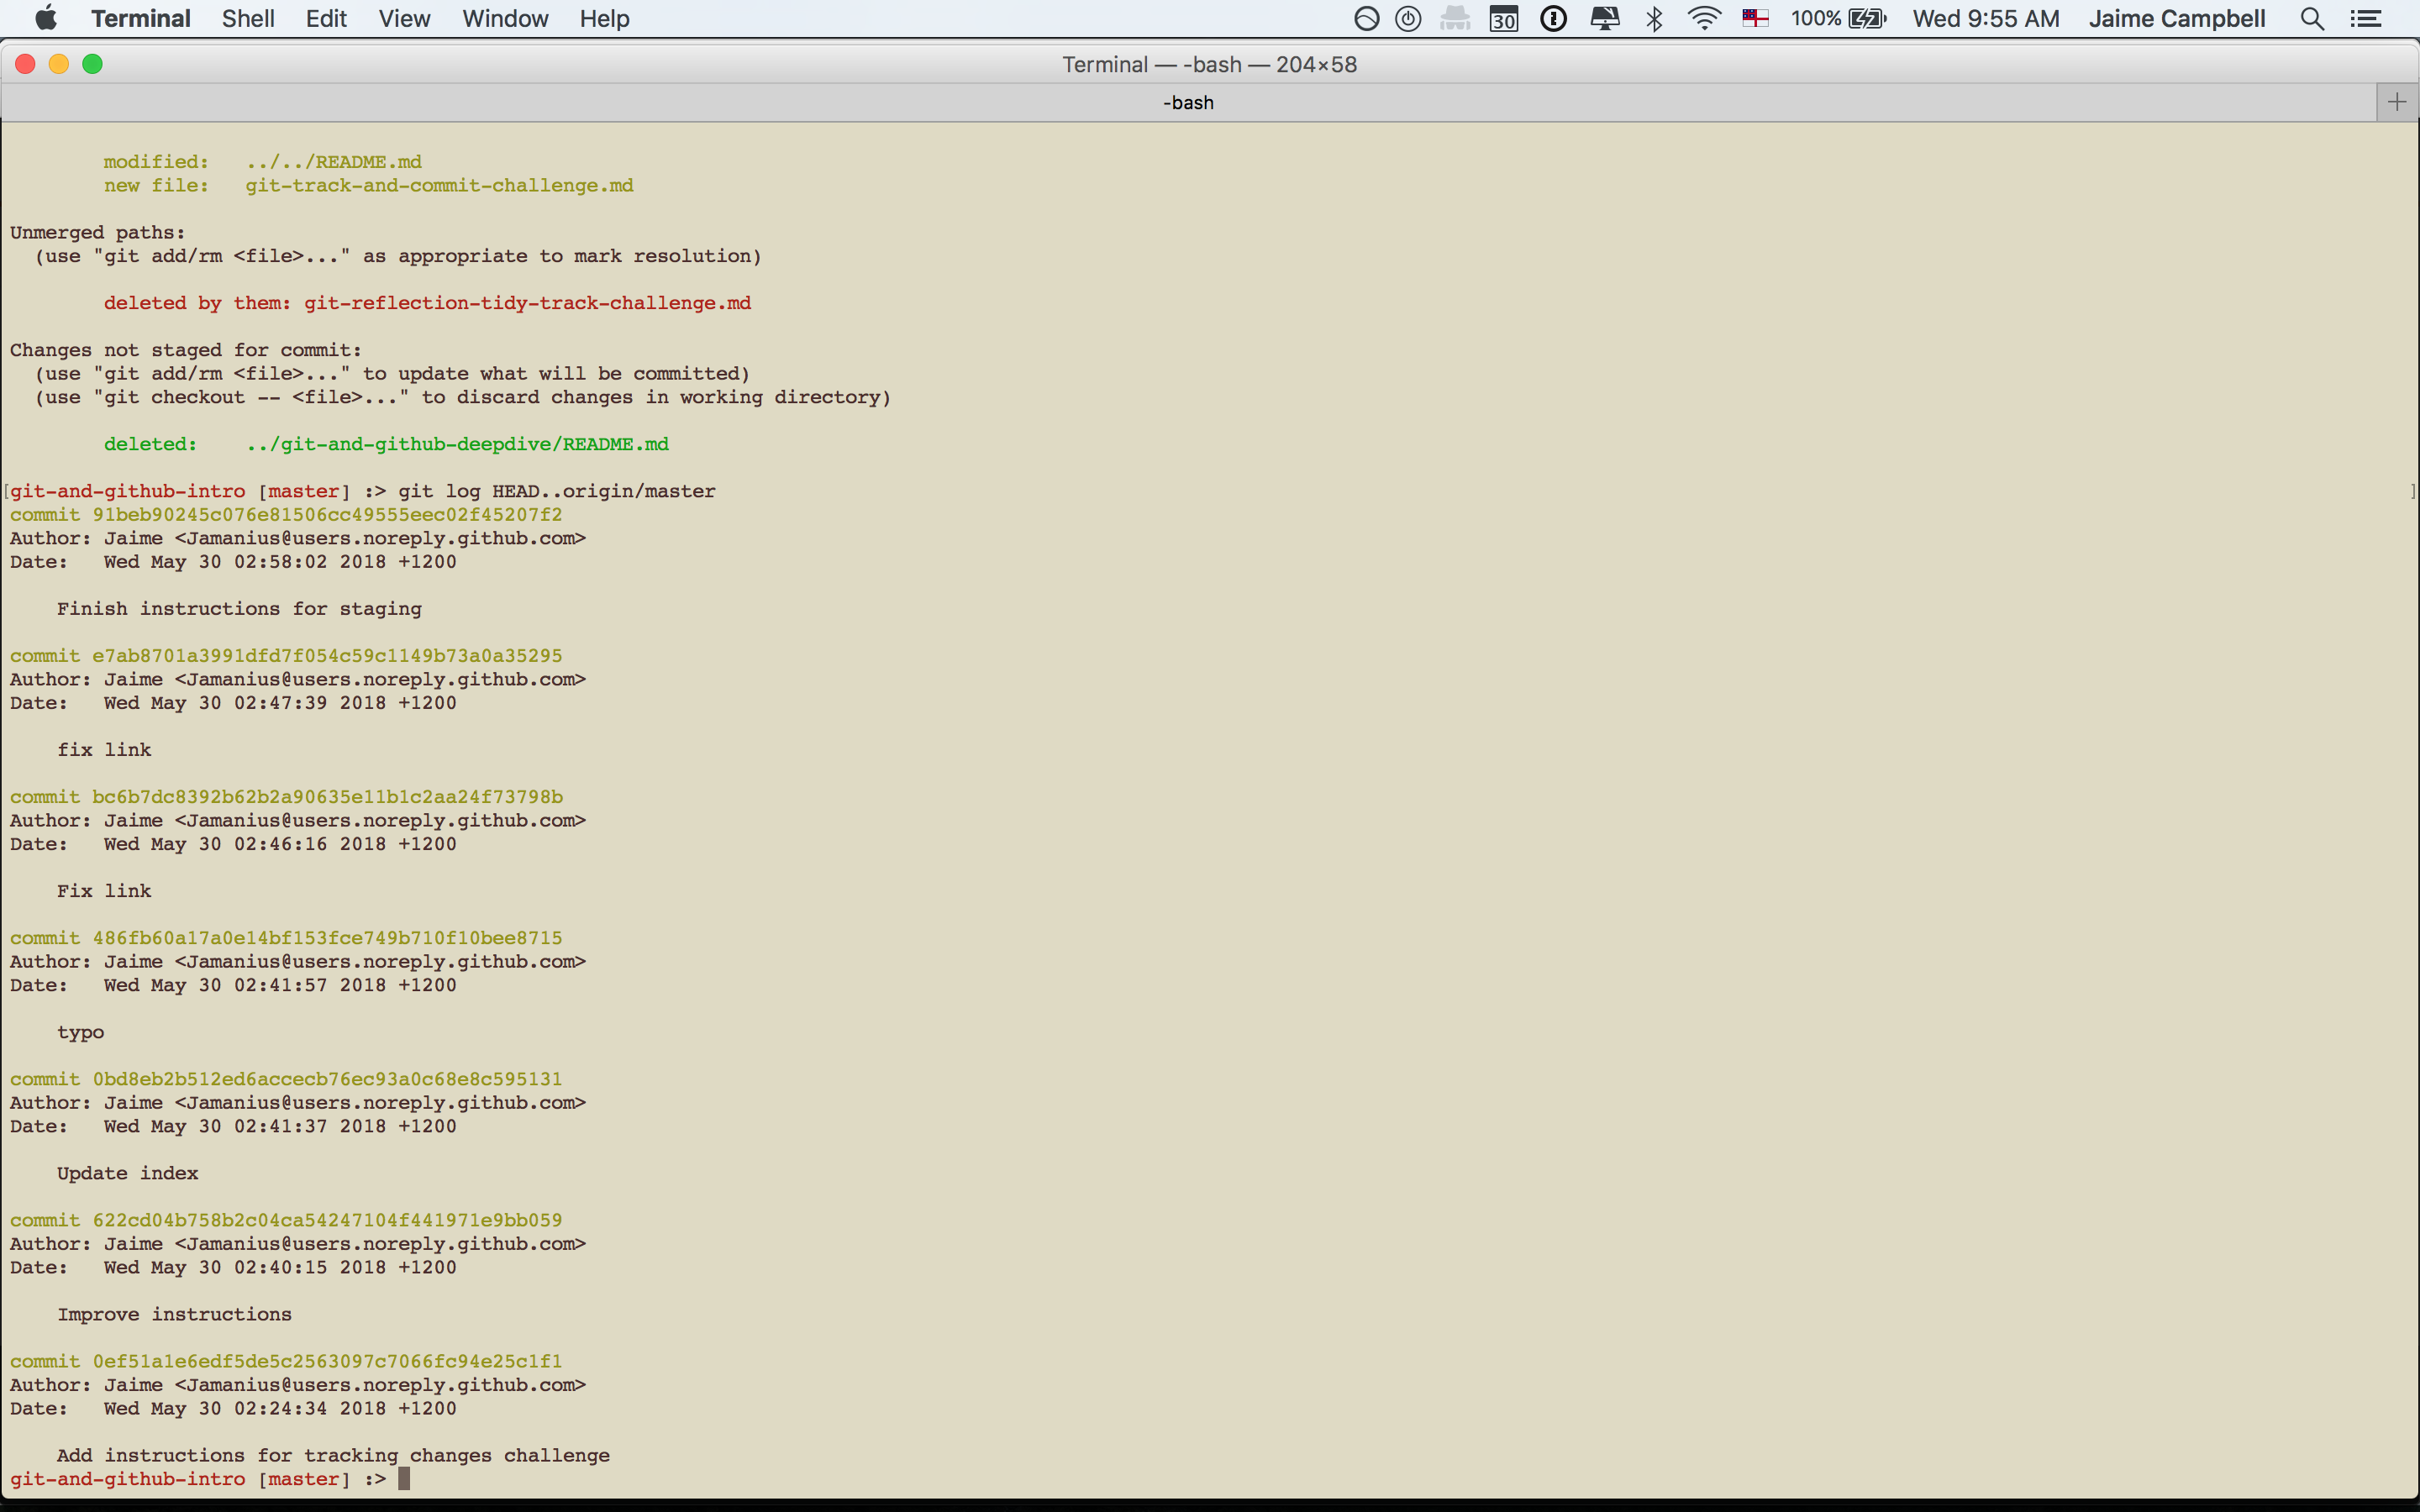 Terminal Shell Edit View Window Help 30 100% Wed 9:55 AM Jaime Campbell
Terminal — -bash — 204×58
-bash
modified:   ../../README.md
new file:   git-track-and-commit-challenge.md
Unmerged paths:
(use "git add/rm <file>..." as appropriate to mark resolution)
deleted by them: git-reflection-tidy-track-challenge.md
Changes not staged for commit:
(use "git add/rm <file>..." to update what will be committed)
(use "git checkout -- <file>..." to discard changes in working directory)
deleted:    ../git-and-github-deepdive/README.md
[git-and-github-intro [master] :> git log HEAD..origin/master ]
commit 91beb90245c076e81506cc49555eec02f45207f2
Author: Jaime <Jamanius@users.noreply.github.com>
Date:   Wed May 30 02:58:02 2018 +1200
Finish instructions for staging
commit e7ab8701a3991dfd7f054c59c1149b73a0a35295
Author: Jaime <Jamanius@users.noreply.github.com>
Date:   Wed May 30 02:47:39 2018 +1200
fix link
commit bc6b7dc8392b62b2a90635e11b1c2aa24f73798b
Author: Jaime <Jamanius@users.noreply.github.com>
Date:   Wed May 30 02:46:16 2018 +1200
Fix link
commit 486fb60a17a0e14bf153fce749b710f10bee8715
Author: Jaime <Jamanius@users.noreply.github.com>
Date:   Wed May 30 02:41:57 2018 +1200
typo
commit 0bd8eb2b512ed6accecb76ec93a0c68e8c595131
Author: Jaime <Jamanius@users.noreply.github.com>
Date:   Wed May 30 02:41:37 2018 +1200
Update index
commit 622cd04b758b2c04ca54247104f441971e9bb059
Author: Jaime <Jamanius@users.noreply.github.com>
Date:   Wed May 30 02:40:15 2018 +1200
Improve instructions
commit 0ef51a1e6edf5de5c2563097c7066fc94e25c1f1
Author: Jaime <Jamanius@users.noreply.github.com>
Date:   Wed May 30 02:24:34 2018 +1200
Add instructions for tracking changes challenge
git-and-github-intro [master] :>